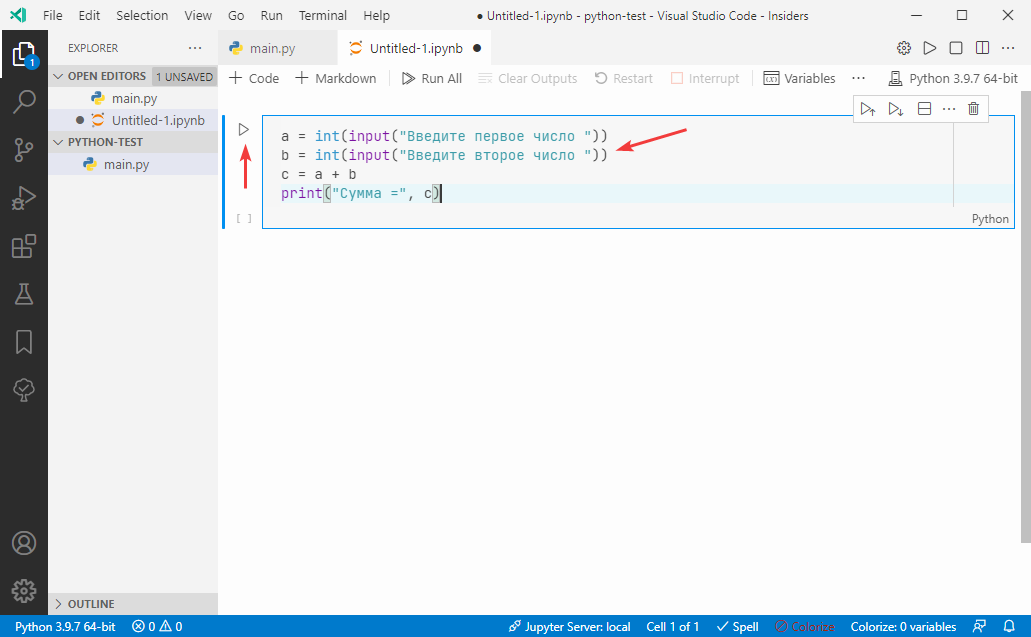 File Edit Selection View Go Run Terminal Help ● Untitled-1.ipynb - python-test - Visual Studio Code - Insiders
EXPLORER ···
main.py
Untitled-1.ipynb ●
1
OPEN EDITORS 1 UNSAVED
+ Code + Markdown Run All Clear Outputs Restart Interrupt Variables ··· Python 3.9.7 64-bit
main.py
● Untitled-1.ipynb
PYTHON-TEST
main.py
a = int(input("Введите первое число "))
b = int(input("Введите второе число "))
c = a + b
print("Сумма =", c)
[ ]
Python
OUTLINE
Python 3.9.7 64-bit 0 0 Jupyter Server: local Cell 1 of 1 Spell Colorize Colorize: 0 variables